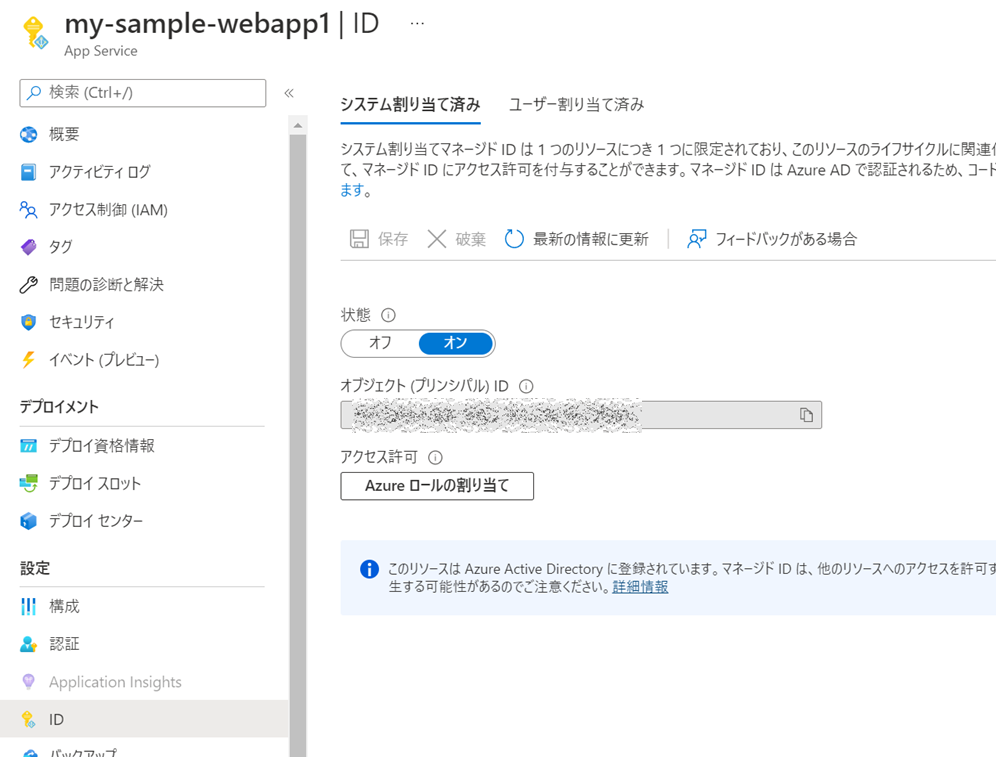 my-sample-webapp1 | ID ...
App Service
検索 (Ctrl+/)
«
概要
アクティビティ ログ
アクセス制御 (IAM)
タグ
問題の診断と解決
セキュリティ
イベント (プレビュー)
デプロイメント
デプロイ資格情報
デプロイ スロット
デプロイ センター
設定
構成
認証
Application Insights
ID
バックアップ
システム割り当て済み ユーザー割り当て済み
システム割り当てマネージド ID は 1 つのリソースにつき 1 つに限定されており、このリソースのライフサイクルに関連
て、マネージド ID にアクセス許可を付与することができます。マネージド ID は Azure AD で認証されるため、コード
ます。
保存 破棄 最新の情報に更新 フィードバックがある場合
状態
オフ オン
オブジェクト (プリンシパル) ID
アクセス許可
Azure ロールの割り当て
このリソースは Azure Active Directory に登録されています。マネージド ID は、他のリソースへのアクセスを許可す
生する可能性があるのでご注意ください。詳細情報